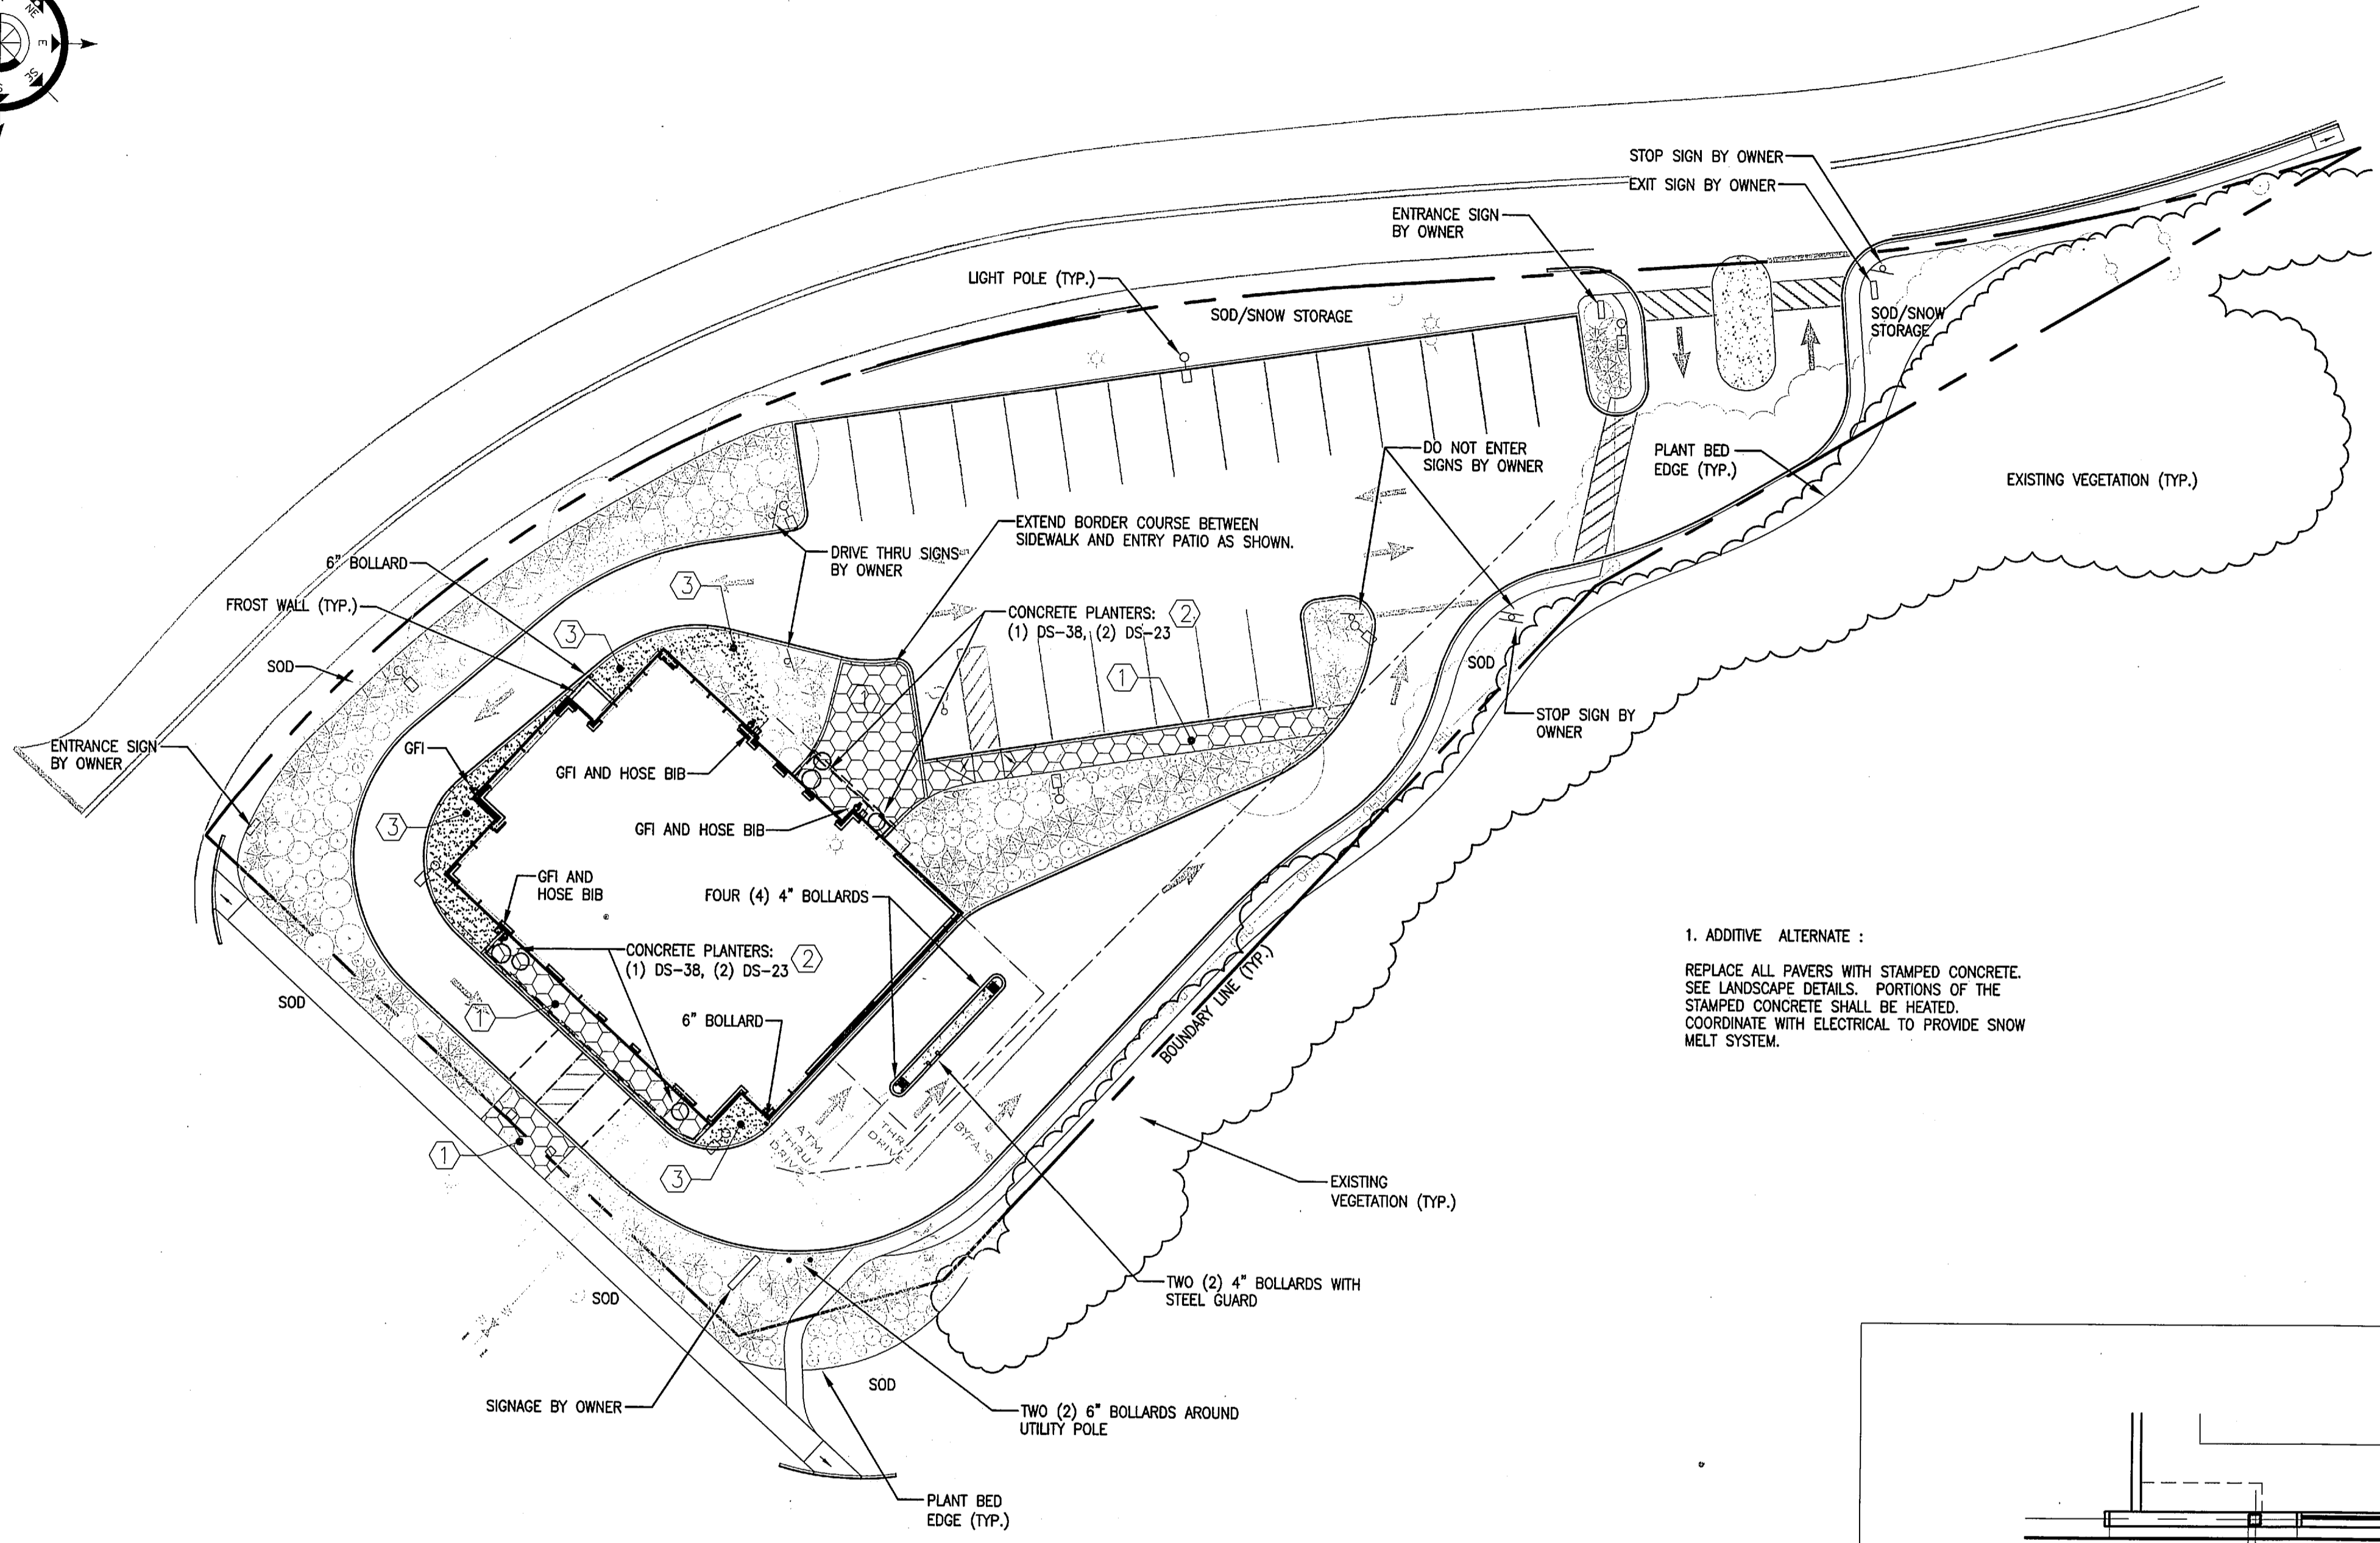 NE
E
SE
S
STOP SIGN BY OWNER
EXIT SIGN BY OWNER
ENTRANCE SIGN
BY OWNER
LIGHT POLE (TYP.)
SOD/SNOW STORAGE
SOD/SNOW
STORAGE
DO NOT ENTER
SIGNS BY OWNER
PLANT BED
EDGE (TYP.)
EXISTING VEGETATION (TYP.)
EXTEND BORDER COURSE BETWEEN
SIDEWALK AND ENTRY PATIO AS SHOWN.
DRIVE THRU SIGNS
BY OWNER
6" BOLLARD
FROST WALL (TYP.)
3
3
CONCRETE PLANTERS:
(1) DS-38, (2) DS-23
2
SOD
1
1
SOD
STOP SIGN BY
OWNER
ENTRANCE SIGN
BY OWNER
GFI
GFI AND HOSE BIB
3
GFI AND HOSE BIB
GFI AND
HOSE BIB
FOUR (4) 4" BOLLARDS
CONCRETE PLANTERS:
(1) DS-38, (2) DS-23
2
SOD
1
6" BOLLARD
BOUNDARY LINE (TYP.)
1. ADDITIVE ALTERNATE :
REPLACE ALL PAVERS WITH STAMPED CONCRETE.
SEE LANDSCAPE DETAILS. PORTIONS OF THE
STAMPED CONCRETE SHALL BE HEATED.
COORDINATE WITH ELECTRICAL TO PROVIDE SNOW
MELT SYSTEM.
1
3
ATM
THRU
DRIVE
THRU
DRIVE
EXISTING
VEGETATION (TYP.)
SOD
TWO (2) 4" BOLLARDS WITH
STEEL GUARD
SOD
SIGNAGE BY OWNER
TWO (2) 6" BOLLARDS AROUND
UTILITY POLE
PLANT BED
EDGE (TYP.)